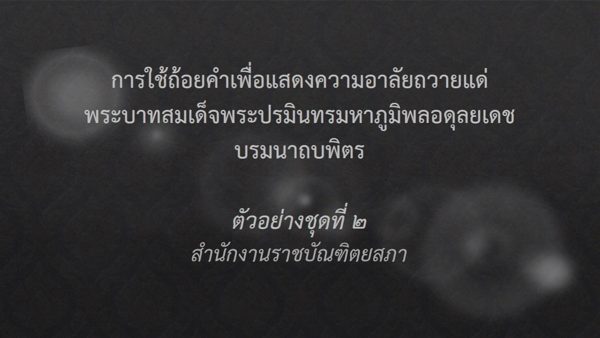 การใช้ถ้อยคำเพื่อแสดงความอาลัยถวายแด่
พระบาทสมเด็จพระปรมินทรมหาภูมิพลอดุลยเดช
บรมนาถบพิตร
ตัวอย่างชุดที่ ๒
สำนักงานราชบัณฑิตยสภา